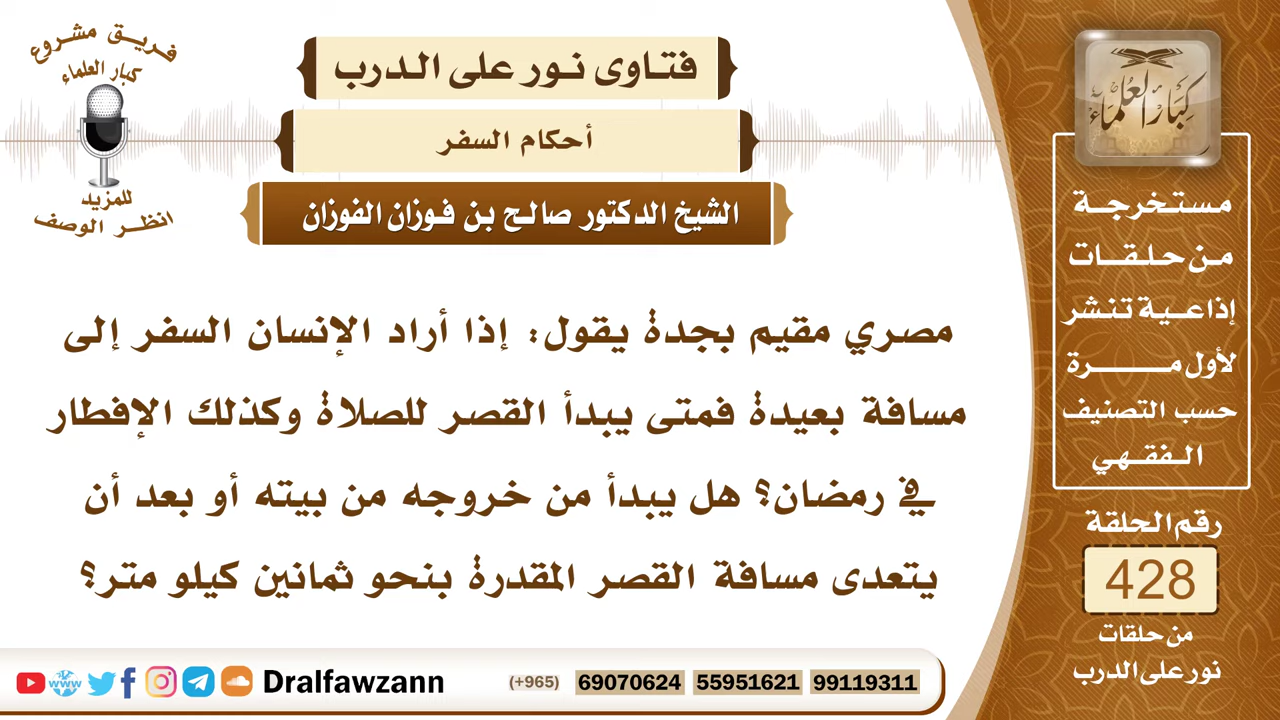 فريق مشروع
كبار العلماء
للمزيد
انظر الوصف
فتاوى نور على الدرب
أحكام السفر
الشيخ الدكتور صالح بن فوزان الفوزان
مصري مقيم بجدة يقول: إذا أراد الإنسان السفر إلى
مسافة بعيدة فمتى يبدأ القصر للصلاة وكذلك الإفطار
في رمضان؟ هل يبدأ من خروجه من بيته أو بعد أن
يتعدى مسافة القصر المقدرة بنحو ثمانين كيلو متر؟
كبار العلماء
مستخرجة
من حلقات
إذاعية تنشر
لأول مرة
حسب التصنيف
الفقهي
رقم الحلقة
428
من حلقات
نور على الدرب
www Dralfawzann (+965) 69070624 55951621 99119311